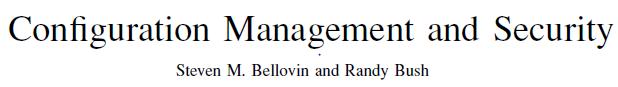 Configuration Management and Security
Steven M. Bellovin and Randy Bush